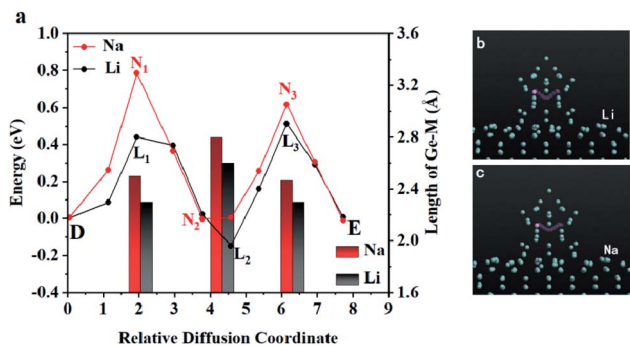 a
1.0
0.8
0.6
0.4
0.2
0.0
-0.2
-0.4
Energy (eV)
Na
Li
N1
L1
N2
L2
N3
L3
D
E
Na
Li
3.6
3.2
2.8
2.4
2.0
1.6
Length of Ge-M (Å)
0 1 2 3 4 5 6 7 8 9
Relative Diffusion Coordinate
b
Li
c
Na